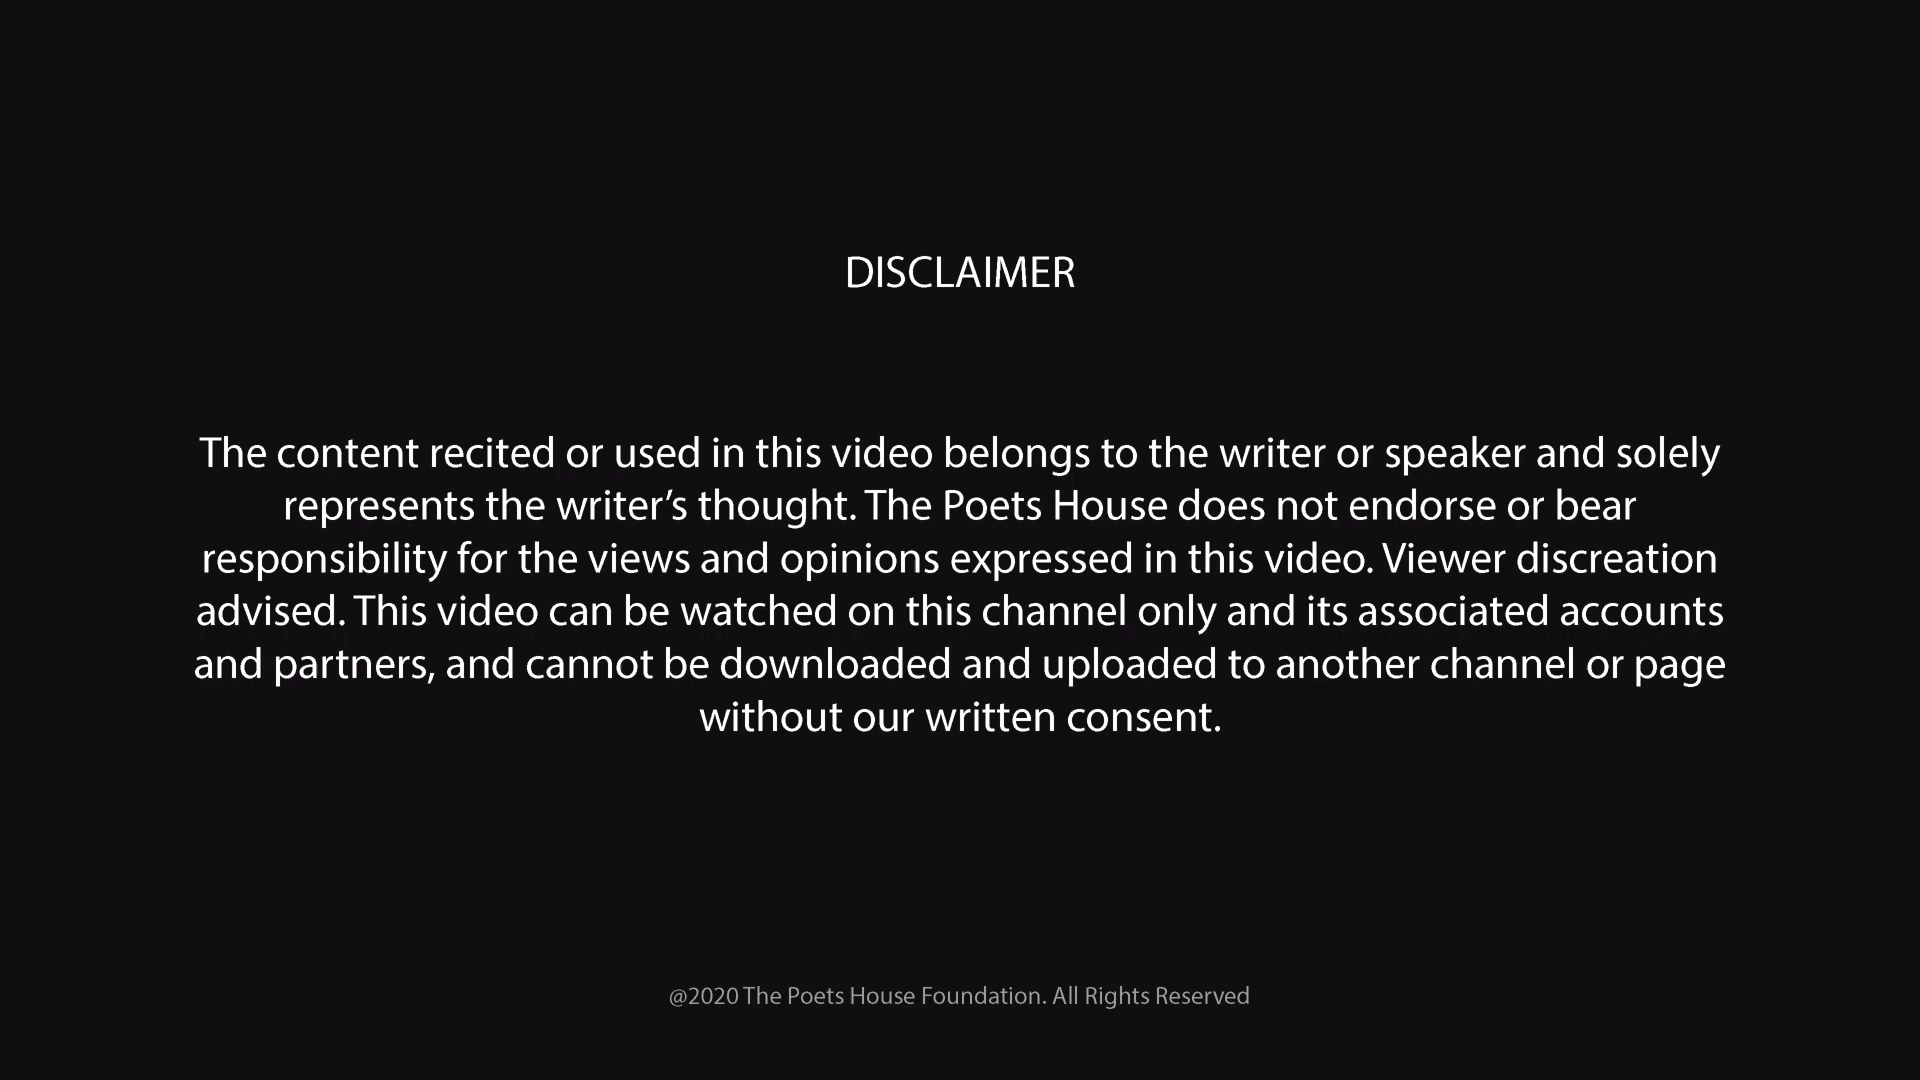 DISCLAIMER
The content recited or used in this video belongs to the writer or speaker and solely
represents the writer’s thought. The Poets House does not endorse or bear
responsibility for the views and opinions expressed in this video. Viewer discreation
advised. This video can be watched on this channel only and its associated accounts
and partners, and cannot be downloaded and uploaded to another channel or page
without our written consent.
@2020 The Poets House Foundation. All Rights Reserved